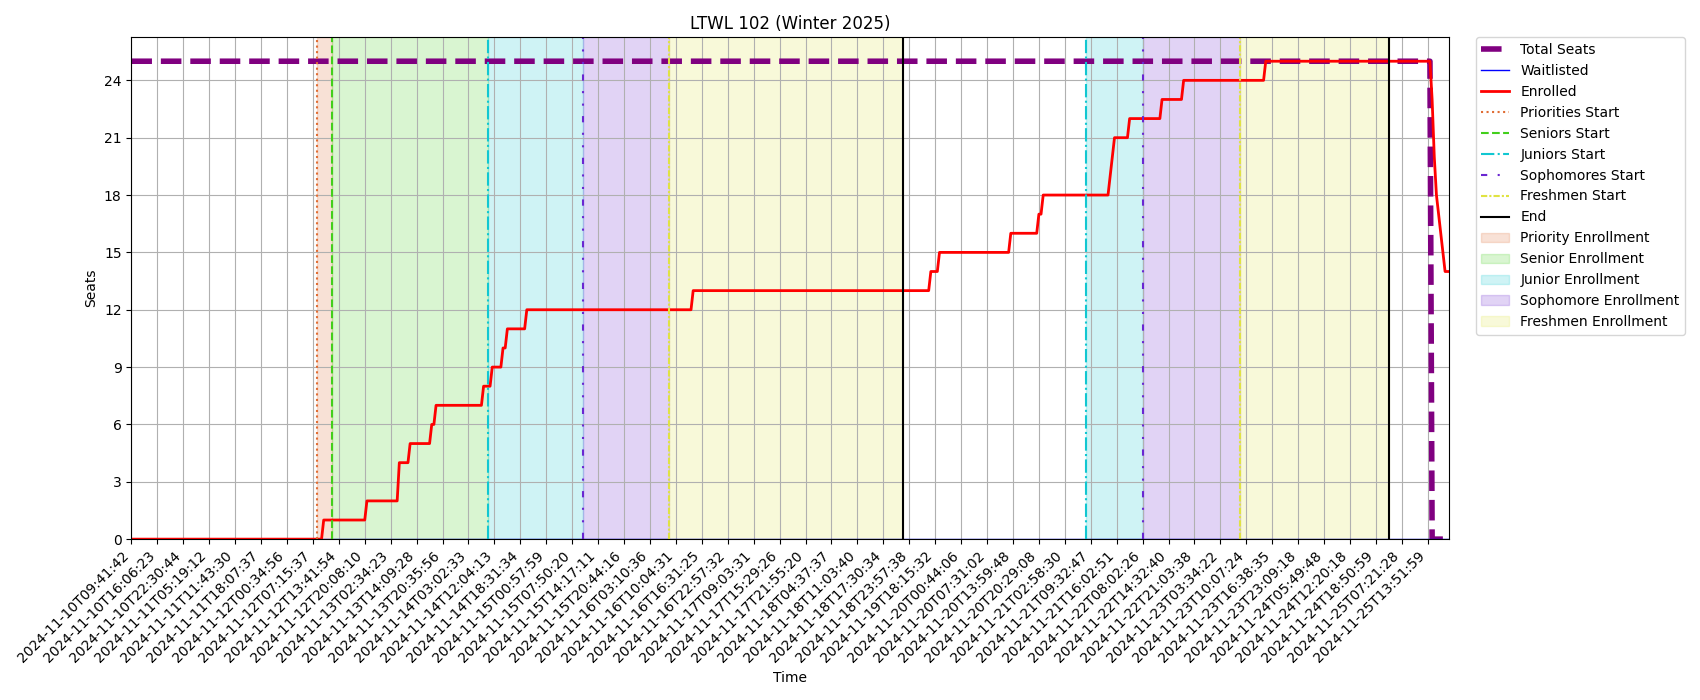 LTWL 102 (Winter 2025)
Seats
24
21
18
15
12
9
6
3
0
2024-11-10T09:41:42
2024-11-10T16:06:23
2024-11-10T22:30:44
2024-11-11T05:19:12
2024-11-11T11:43:30
2024-11-11T18:07:37
2024-11-12T00:34:56
2024-11-12T07:15:37
2024-11-12T13:41:54
2024-11-12T20:08:10
2024-11-13T02:34:23
2024-11-13T14:09:28
2024-11-13T20:35:56
2024-11-14T03:02:33
2024-11-14T12:04:13
2024-11-14T18:31:34
2024-11-15T00:57:59
2024-11-15T07:50:20
2024-11-15T14:17:11
2024-11-15T20:44:16
2024-11-16T03:10:36
2024-11-16T10:04:31
2024-11-16T16:31:25
2024-11-16T22:57:32
2024-11-17T09:03:31
2024-11-17T15:29:26
2024-11-17T21:55:20
2024-11-18T04:37:37
2024-11-18T11:03:40
2024-11-18T17:30:34
2024-11-18T23:57:38
2024-11-19T18:15:32
2024-11-20T00:44:06
2024-11-20T07:31:02
2024-11-20T13:59:48
2024-11-20T20:29:08
2024-11-21T02:58:30
2024-11-21T09:32:47
2024-11-21T16:02:51
2024-11-22T08:02:26
2024-11-22T14:32:40
2024-11-22T21:03:38
2024-11-23T03:34:22
2024-11-23T10:07:24
2024-11-23T16:38:35
2024-11-23T23:09:18
2024-11-24T05:49:48
2024-11-24T12:20:18
2024-11-24T18:50:59
2024-11-25T07:21:28
2024-11-25T13:51:59
Time
Total Seats
Waitlisted
Enrolled
Priorities Start
Seniors Start
Juniors Start
Sophomores Start
Freshmen Start
End
Priority Enrollment
Senior Enrollment
Junior Enrollment
Sophomore Enrollment
Freshmen Enrollment